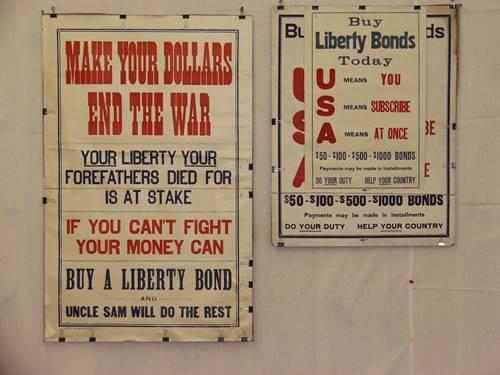 MAKE YOUR DOLLARS
END THE WAR
YOUR LIBERTY YOUR
FOREFATHERS DIED FOR
IS AT STAKE
IF YOU CAN'T FIGHT
YOUR MONEY CAN
BUY A LIBERTY BOND
AND
UNCLE SAM WILL DO THE REST
Buy
Liberty Bonds
Today
U MEANS YOU
S MEANS SUBSCRIBE
A MEANS AT ONCE
$50-$100-$500-$1000 BONDS
Payments may be made in installments
DO YOUR DUTY HELP YOUR COUNTRY
Bu
ds
U
S
BE
A
E
$50-$100-$500-$1000 BONDS
Payments may be made in installments
DO YOUR DUTY HELP YOUR COUNTRY